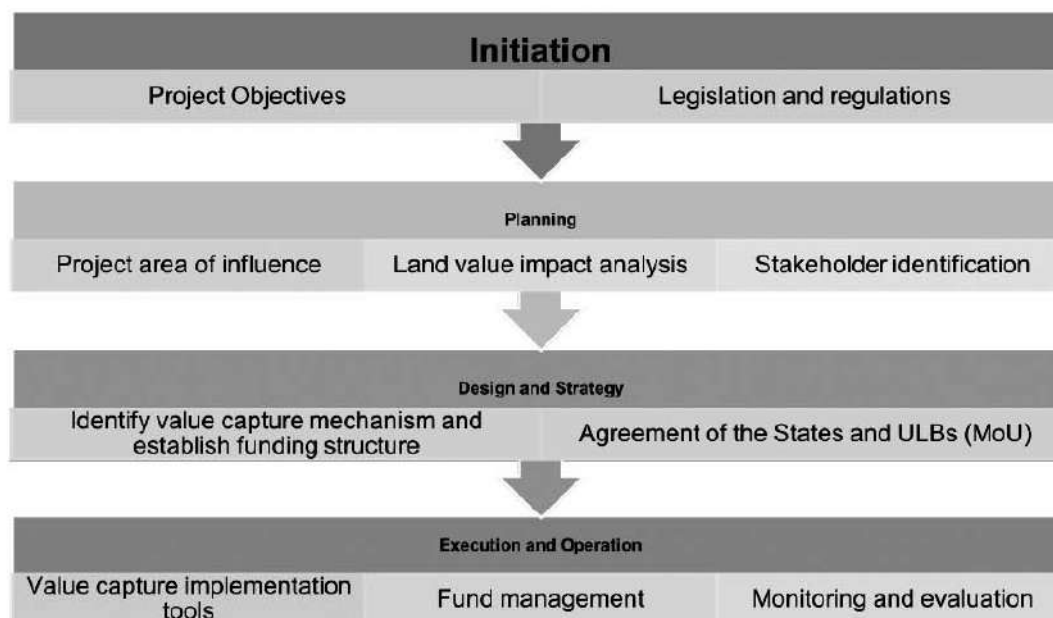 Initiation
Project Objectives
Legislation and regulations
Planning
Project area of influence
Land value impact analysis
Stakeholder identification
Design and Strategy
Identify value capture mechanism and
establish funding structure
Agreement of the States and ULBs (MoU)
Execution and Operation
Value capture implementation
tools
Fund management
Monitoring and evaluation